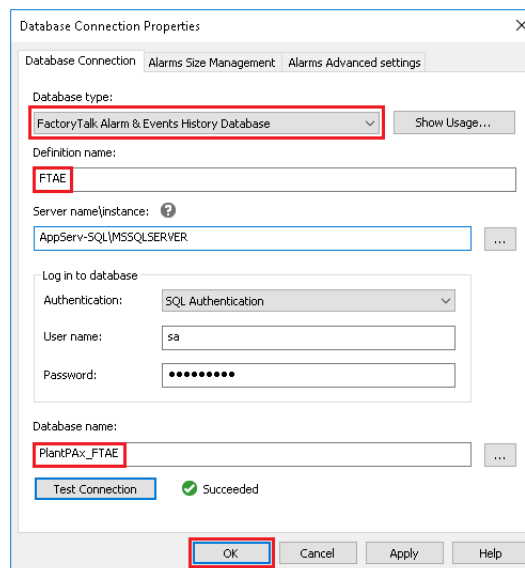 Database Connection Properties
Database Connection Alarms Size Management Alarms Advanced settings
Database type:
FactoryTalk Alarm & Events History Database Show Usage...
Definition name:
FTAE
Server name\instance: ?
AppServ-SQL\MSSQLSERVER ...
Log in to database
Authentication: SQL Authentication
User name: sa
Password: •••••••••
Database name:
PlantPAx_FTAE ...
Test Connection Succeeded
OK Cancel Apply Help